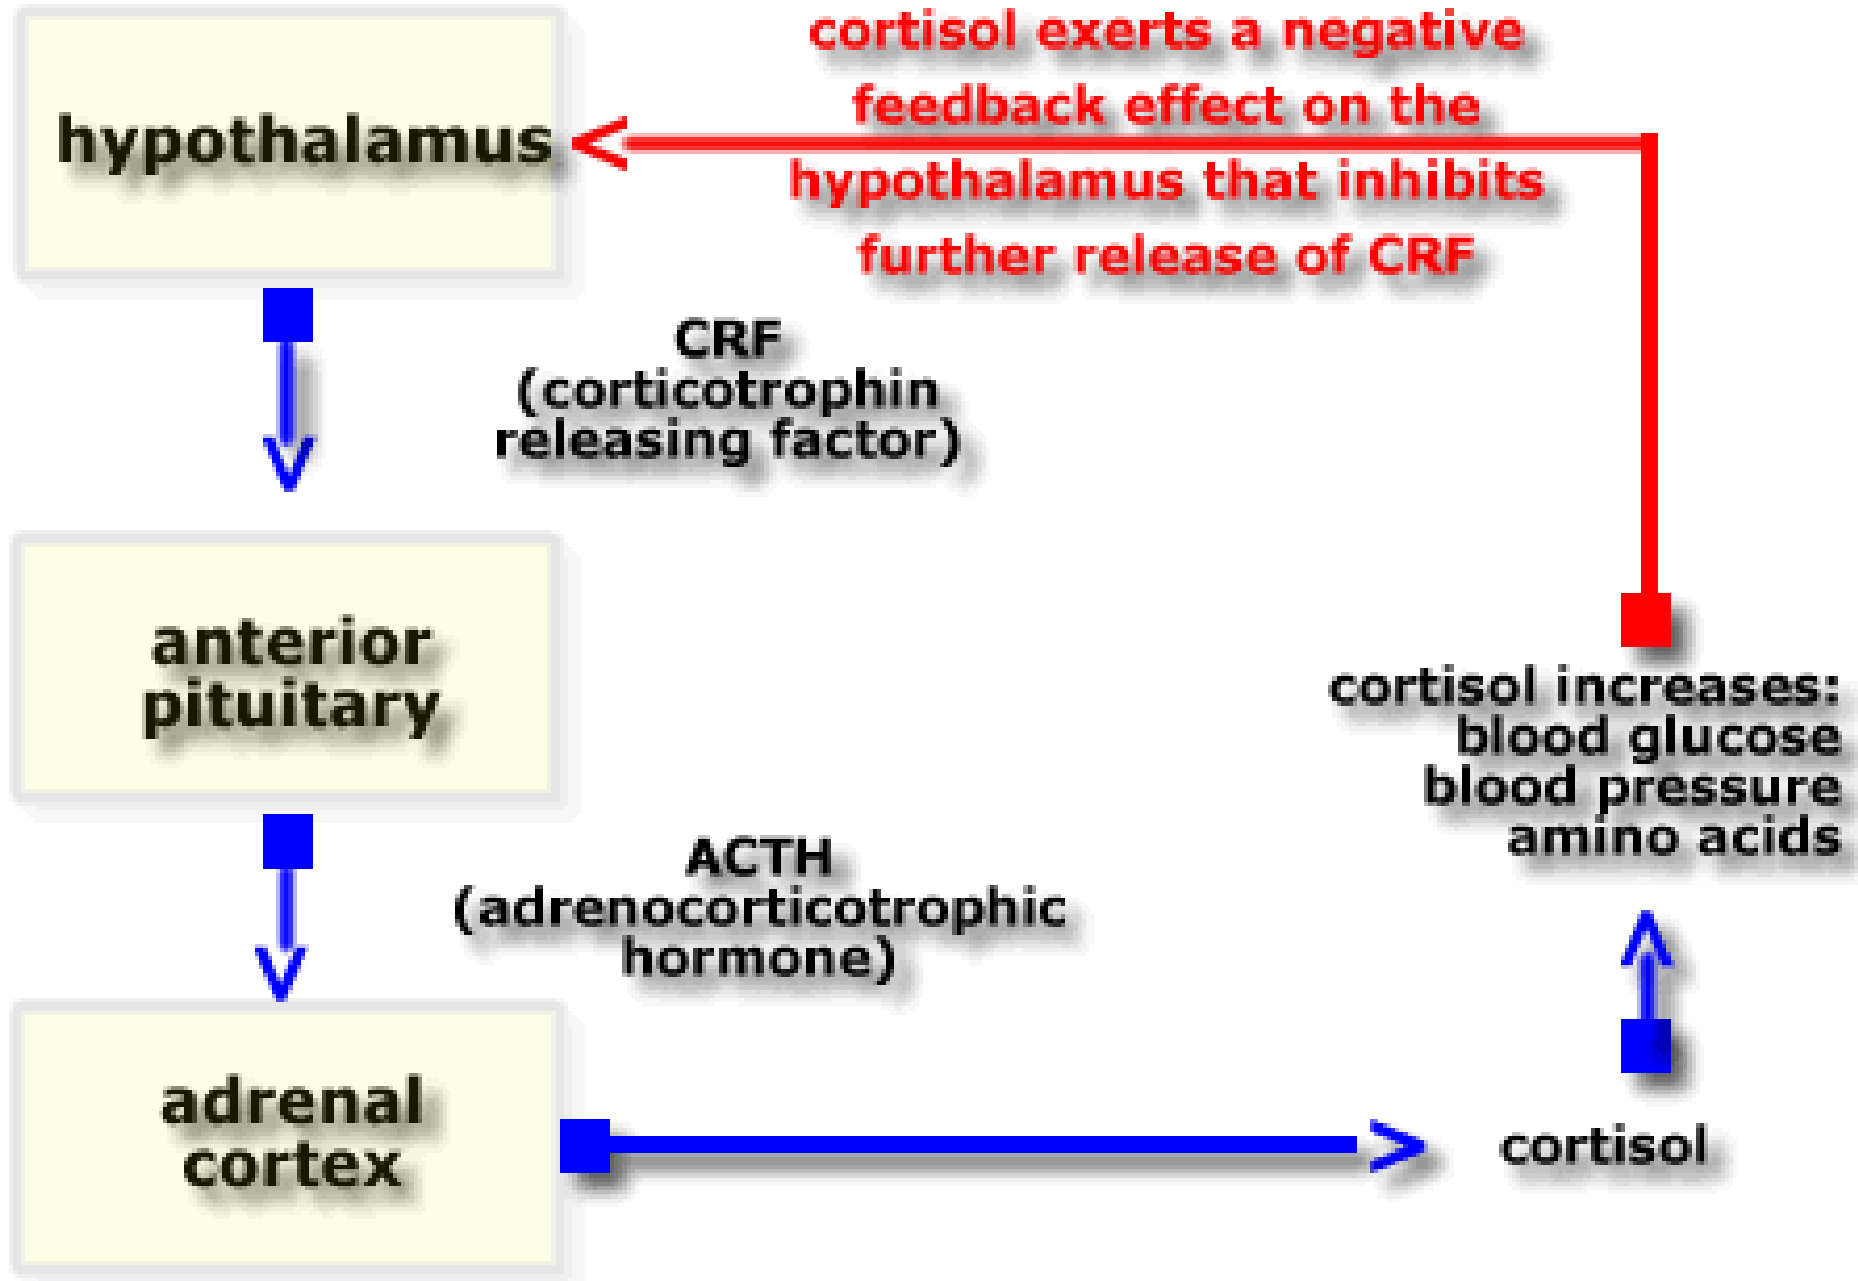 hypothalamus
cortisol exerts a negative
feedback effect on the
hypothalamus that inhibits
further release of CRF
CRF
(corticotrophin
releasing factor)
anterior
pituitary
cortisol increases:
blood glucose
blood pressure
amino acids
ACTH
(adrenocorticotrophic
hormone)
adrenal
cortex
cortisol